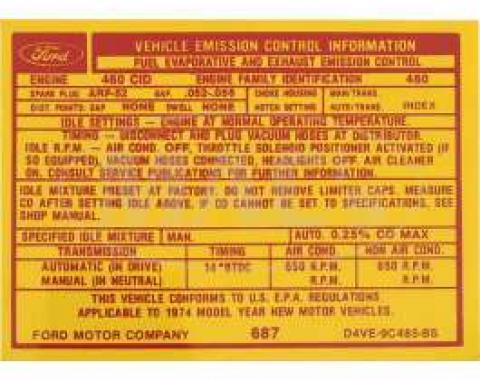 Ford
VEHICLE EMISSION CONTROL INFORMATION
FUEL EVAPORATIVE AND EXHAUST EMISSION CONTROL
ENGINE 460 CID ENGINE FAMILY IDENTIFICATION 460
SPARK PLUG ARF-52 GAP .052-.056 CHOKE HOUSING MAN/TRANS.
DIST. POINTS: GAP NONE DWELL NONE NOTCH SETTING AUTO/TRANS. INDEX
IDLE SETTINGS - ENGINE AT NORMAL OPERATING TEMPERATURE.
TIMING - DISCONNECT AND PLUG VACUUM HOSES AT DISTRIBUTOR.
IDLE R.P.M. - AIR COND. OFF, THROTTLE SOLENOID POSITIONER ACTIVATED (IF
SO EQUIPPED), VACUUM HOSES CONNECTED, HEADLIGHTS OFF, AIR CLEANER
ON. CONSULT SERVICE PUBLICATIONS FOR FURTHER INFORMATION.
IDLE MIXTURE PRESET AT FACTORY. DO NOT REMOVE LIMITER CAPS. MEASURE
CO AFTER SETTING IDLE ABOVE. IF CO CANNOT BE SET TO SPECIFICATIONS, SEE
SHOP MANUAL.
SPECIFIED IDLE MIXTURE MAN. AUTO. 0.25% CO MAX
TRANSMISSION TIMING AIR COND. NON AIR COND.
AUTOMATIC (IN DRIVE) 14 °BTDC 650 R.P.M. 650 R.P.M.
MANUAL (IN NEUTRAL) R.P.M. R.P.M.
THIS VEHICLE CONFORMS TO U.S. E.P.A. REGULATIONS
APPLICABLE TO 1974 MODEL YEAR NEW MOTOR VEHICLES.
FORD MOTOR COMPANY 687 D4VE-9C485-BS